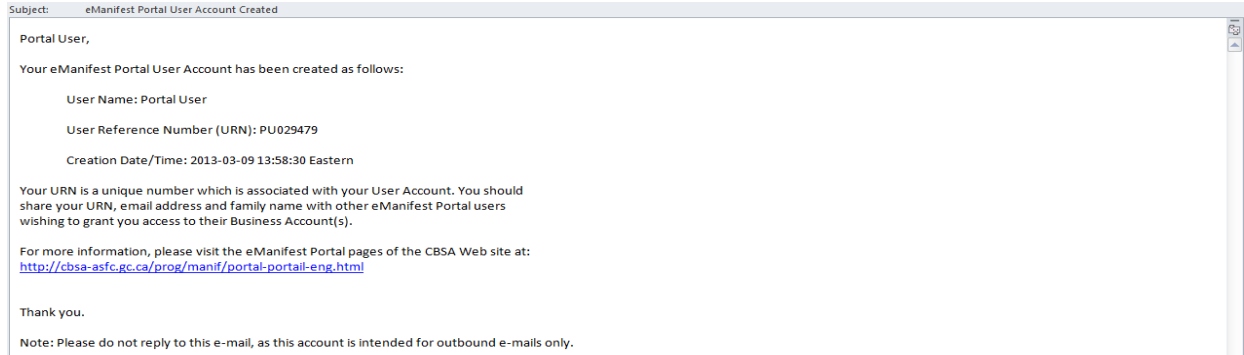 Subject: eManifest Portal User Account Created
Portal User,
Your eManifest Portal User Account has been created as follows:
User Name: Portal User
User Reference Number (URN): PU029479
Creation Date/Time: 2013-03-09 13:58:30 Eastern
Your URN is a unique number which is associated with your User Account. You should
share your URN, email address and family name with other eManifest Portal users
wishing to grant you access to their Business Account(s).
For more information, please visit the eManifest Portal pages of the CBSA Web site at:
http://cbsa-asfc.gc.ca/prog/manif/portal-portail-eng.html
Thank you.
Note: Please do not reply to this e-mail, as this account is intended for outbound e-mails only.